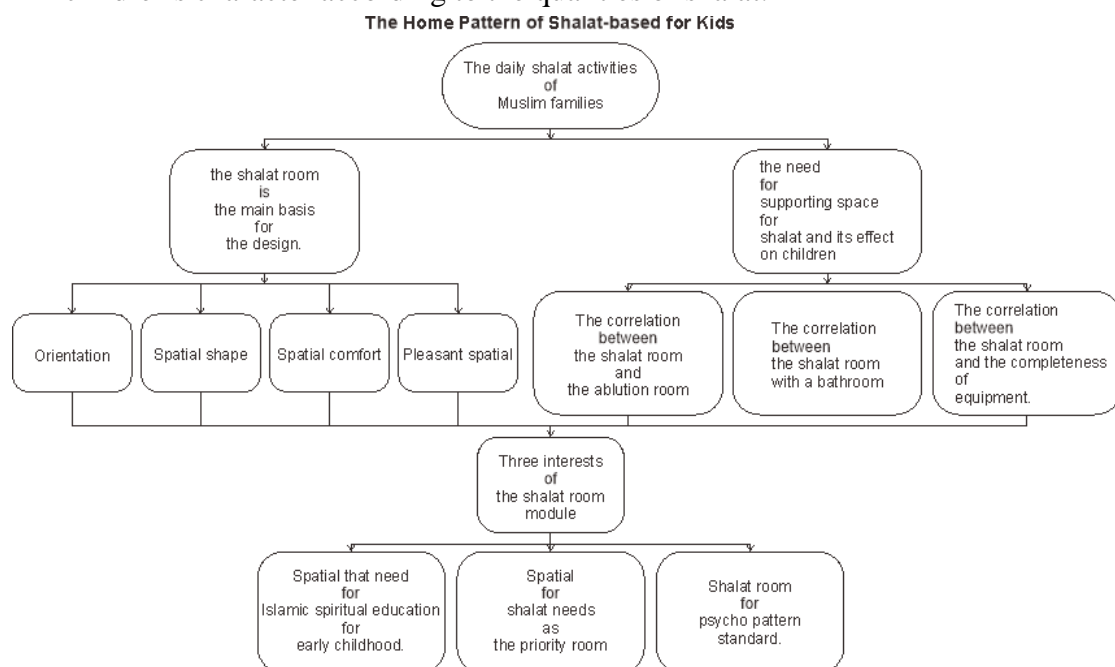 The Home Pattern of Shalat-based for Kids
The daily shalat activities
of
Muslim families
the shalat room
is
the main basis
for
the design.
the need
for
supporting space
for
shalat and its effect
on children
Orientation
Spatial shape
Spatial comfort
Pleasant spatial
The correlation
between
the shalat room
and
the ablution room
The correlation
between
the shalat room
with a bathroom
The correlation
between
the shalat room
and the completeness
of
equipment.
Three interests
of
the shalat room
module
Spatial that need
for
Islamic spiritual education
for
early childhood.
Spatial
for
shalat needs
as
the priority room
Shalat room
for
psycho pattern
standard.